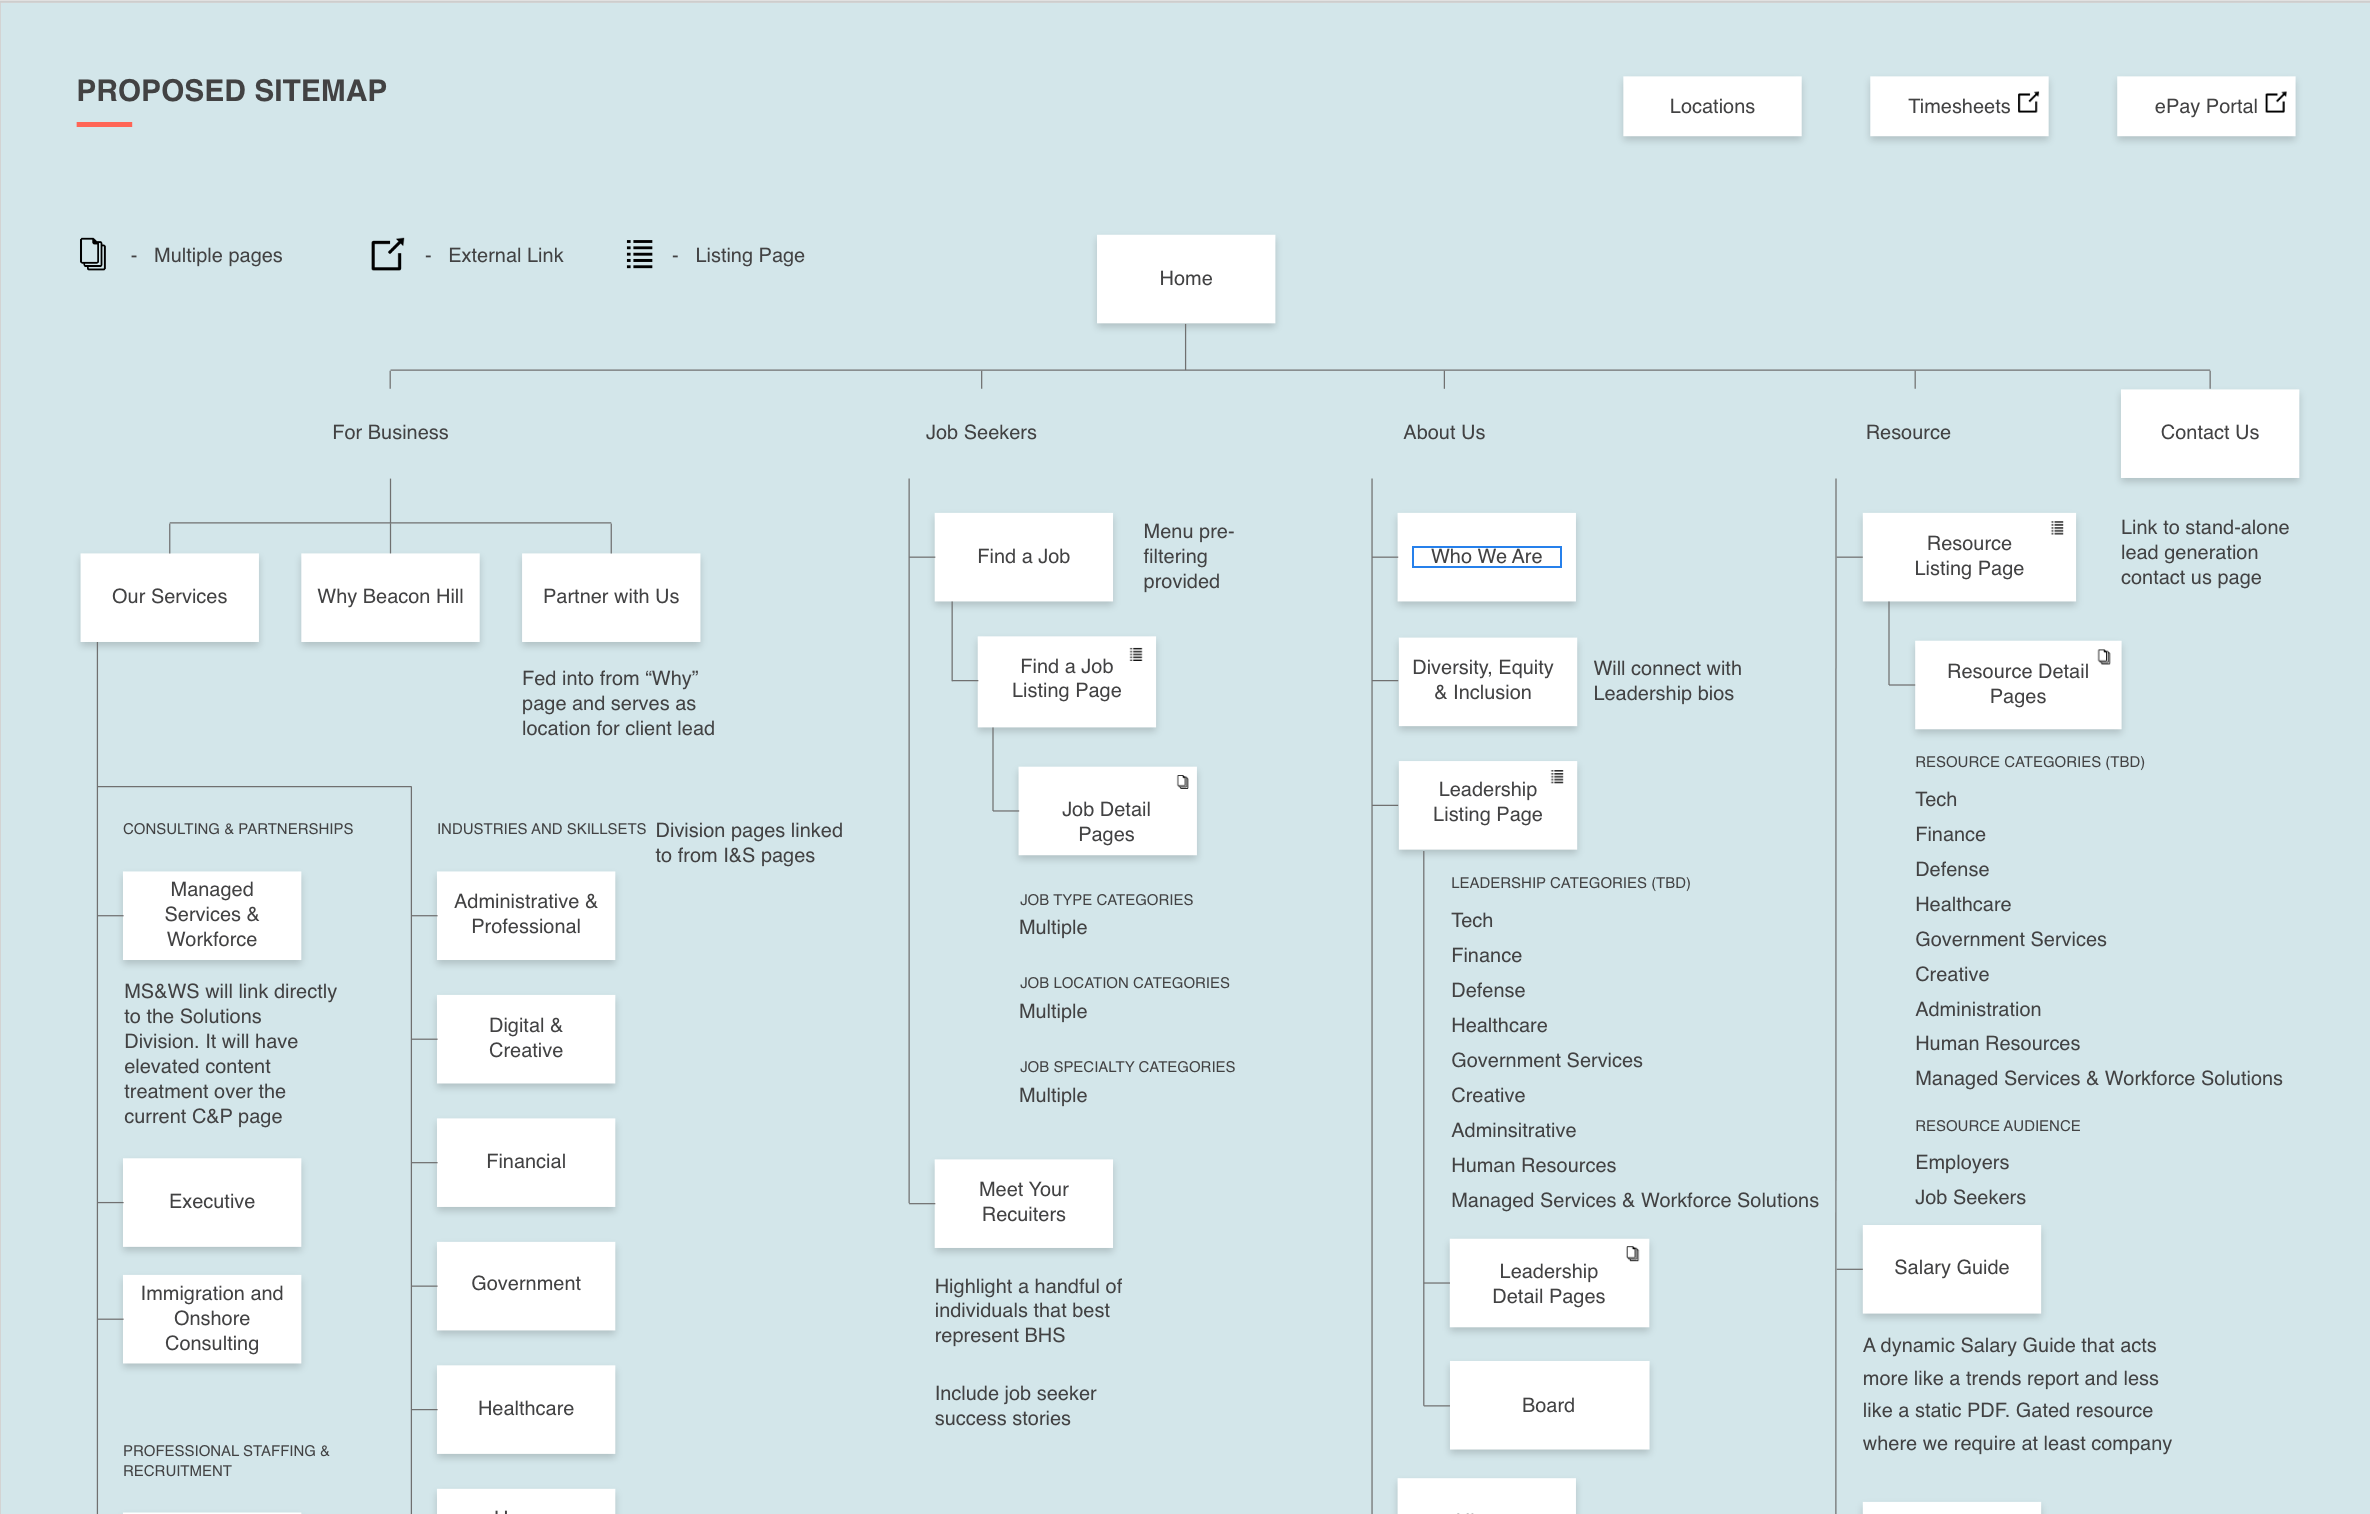 PROPOSED SITEMAP
Locations
Timesheets
ePay Portal
- Multiple pages
- External Link
- Listing Page
Home
For Business
Job Seekers
About Us
Resource
Contact Us
Our Services
Why Beacon Hill
Partner with Us
Fed into from “Why”
page and serves as
location for client lead
CONSULTING & PARTNERSHIPS
Managed
Services &
Workforce
MS&WS will link directly
to the Solutions
Division. It will have
elevated content
treatment over the
current C&P page
Executive
Immigration and
Onshore
Consulting
PROFESSIONAL STAFFING &
RECRUITMENT
INDUSTRIES AND SKILLSETS
Division pages linked
to from I&S pages
Administrative &
Professional
Digital &
Creative
Financial
Government
Healthcare
Find a Job
Menu pre-
filtering
provided
Find a Job
Listing Page
Job Detail
Pages
JOB TYPE CATEGORIES
Multiple
JOB LOCATION CATEGORIES
Multiple
JOB SPECIALTY CATEGORIES
Multiple
Meet Your
Recuiters
Highlight a handful of
individuals that best
represent BHS
Include job seeker
success stories
Who We Are
Diversity, Equity
& Inclusion
Will connect with
Leadership bios
Leadership
Listing Page
LEADERSHIP CATEGORIES (TBD)
Tech
Finance
Defense
Healthcare
Government Services
Creative
Adminsitrative
Human Resources
Managed Services & Workforce Solutions
Leadership
Detail Pages
Board
Resource
Listing Page
Link to stand-alone
lead generation
contact us page
Resource Detail
Pages
RESOURCE CATEGORIES (TBD)
Tech
Finance
Defense
Healthcare
Government Services
Creative
Administration
Human Resources
Managed Services & Workforce Solutions
RESOURCE AUDIENCE
Employers
Job Seekers
Salary Guide
A dynamic Salary Guide that acts
more like a trends report and less
like a static PDF. Gated resource
where we require at least company